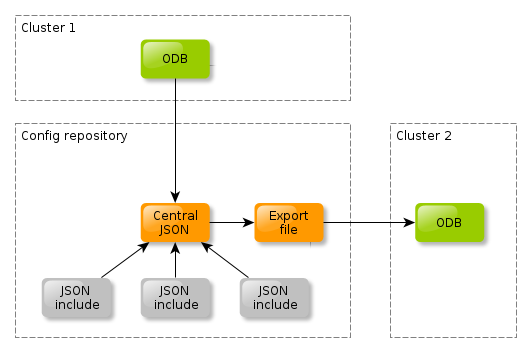 Cluster 1
ODB
Config repository
Cluster 2
Central
JSON
Export
file
ODB
JSON
include
JSON
include
JSON
include